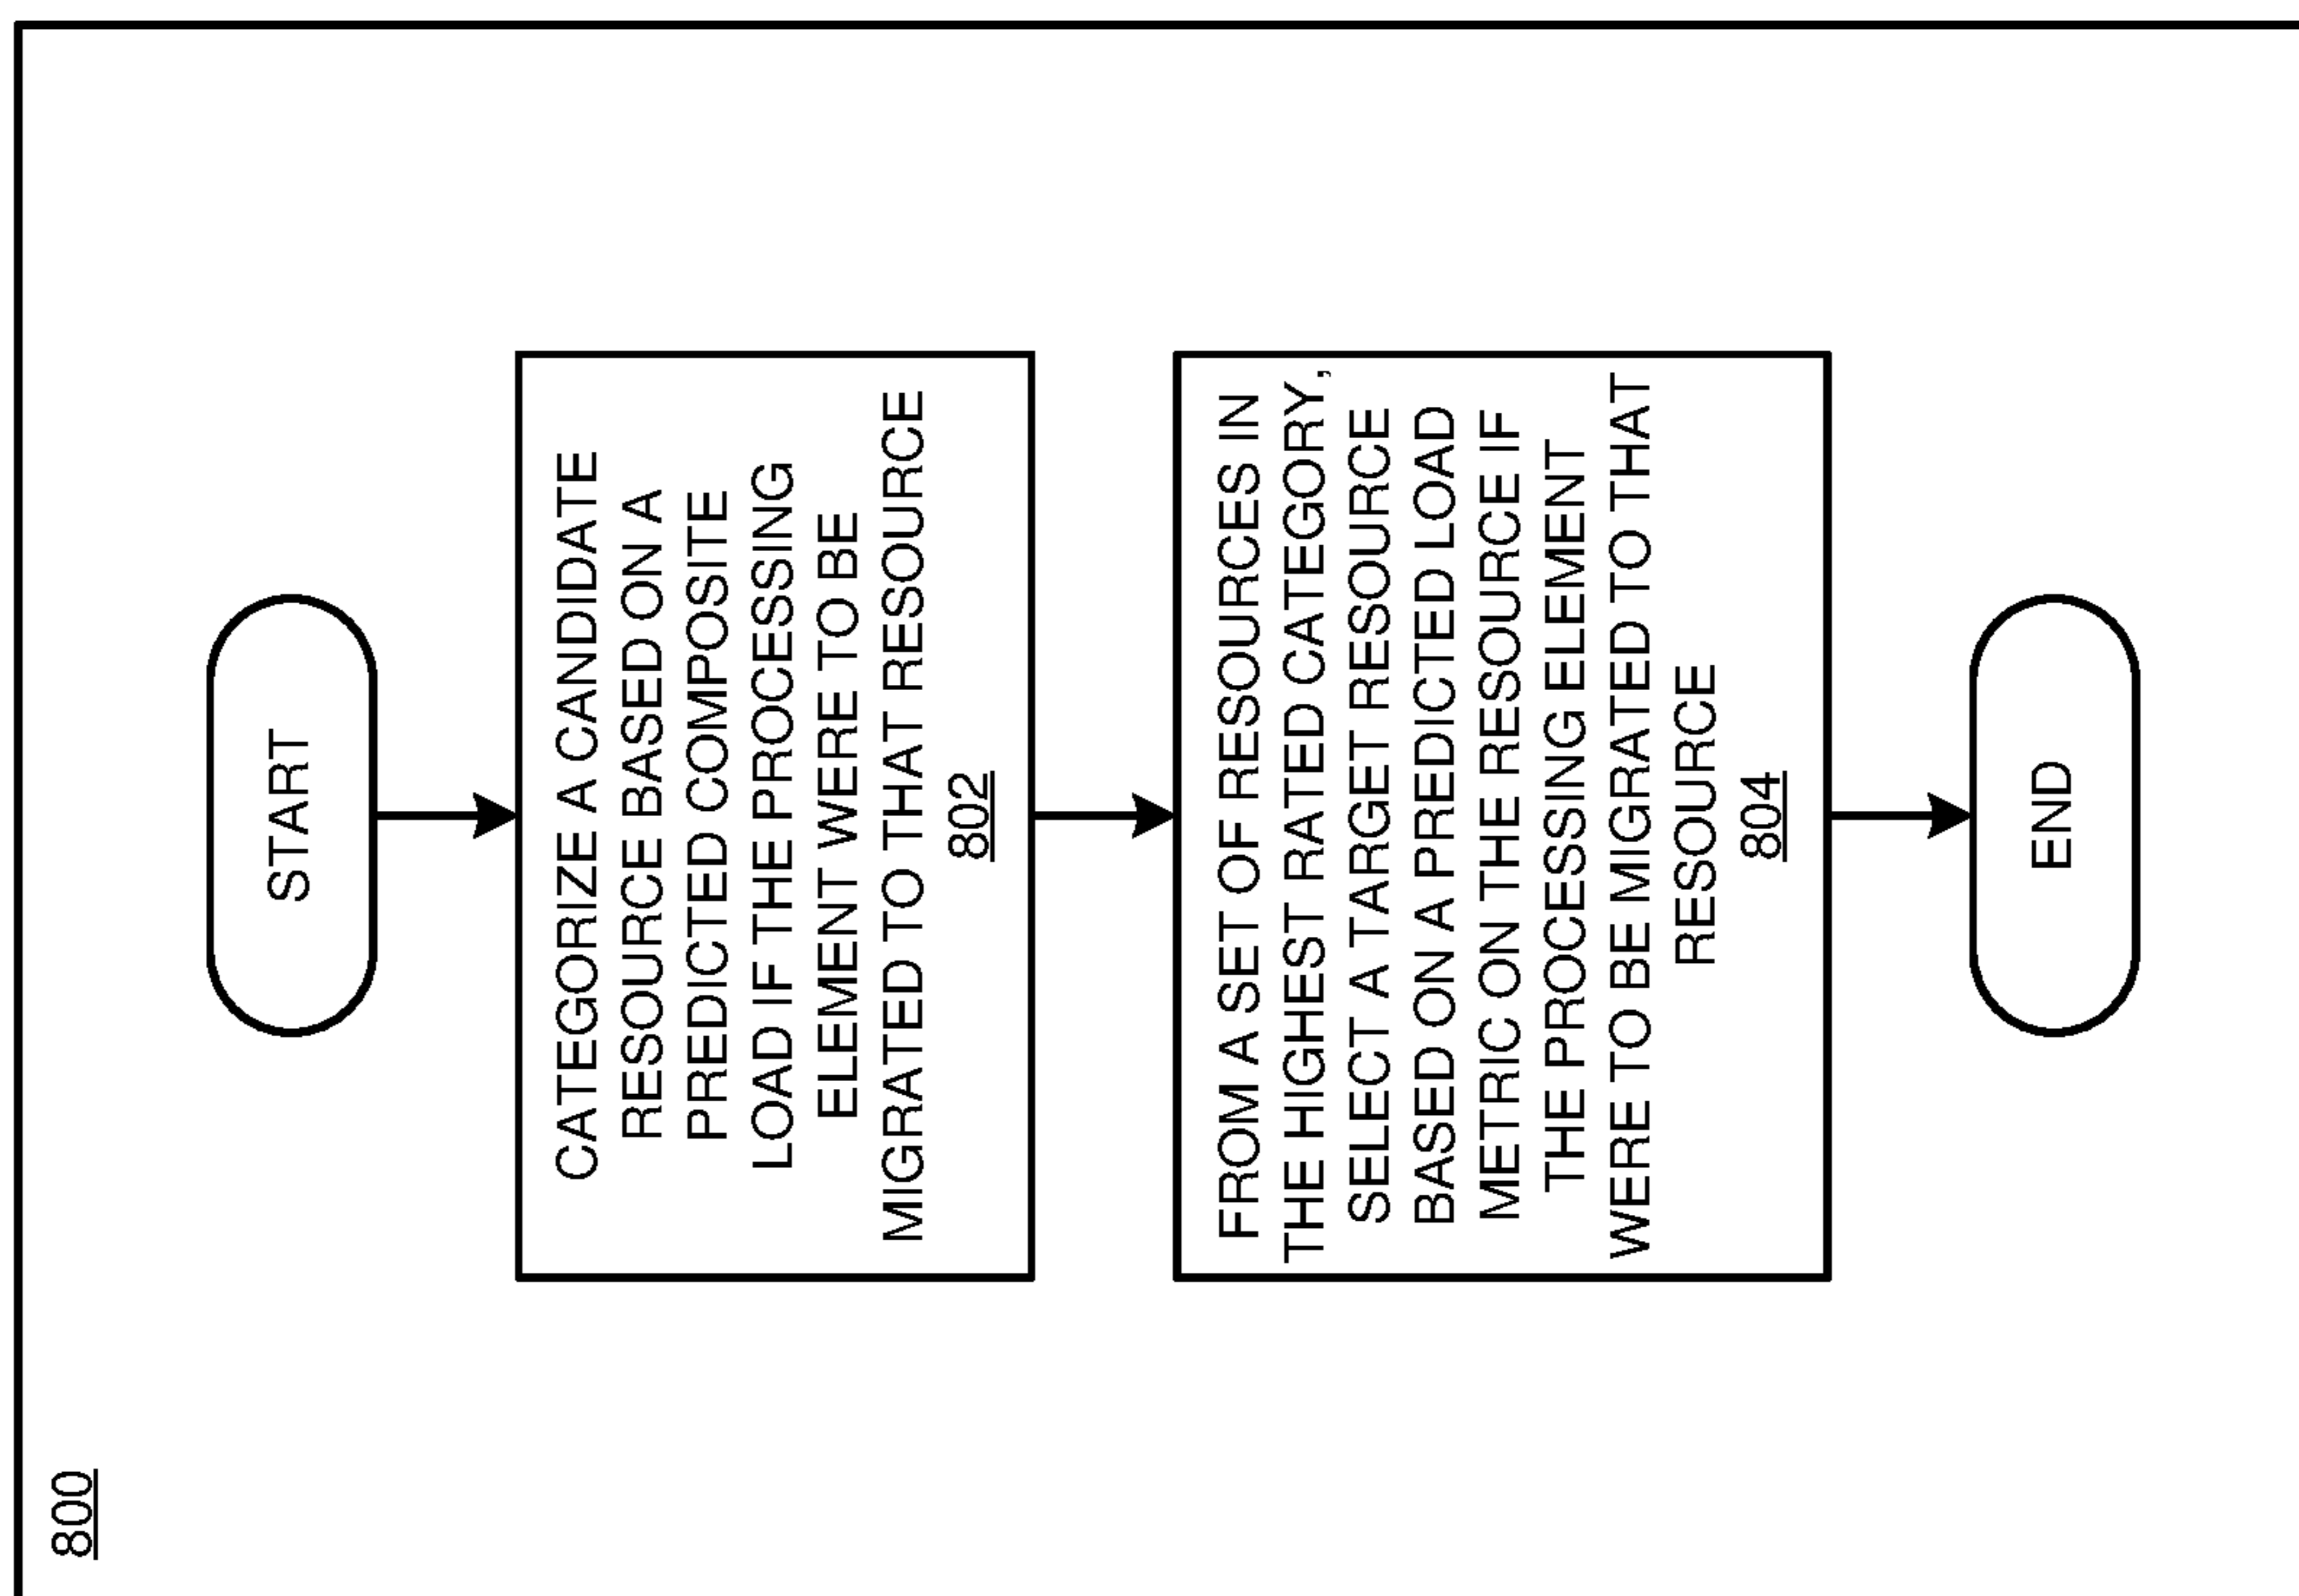 800
START
CATEGORIZE A CANDIDATE
RESOURCE BASED ON A
PREDICTED COMPOSITE
LOAD IF THE PROCESSING
ELEMENT WERE TO BE
MIGRATED TO THAT RESOURCE
802
FROM A SET OF RESOURCES IN
THE HIGHEST RATED CATEGORY,
SELECT A TARGET RESOURCE
BASED ON A PREDICTED LOAD
METRIC ON THE RESOURCE IF
THE PROCESSING ELEMENT
WERE TO BE MIGRATED TO THAT
RESOURCE
804
END